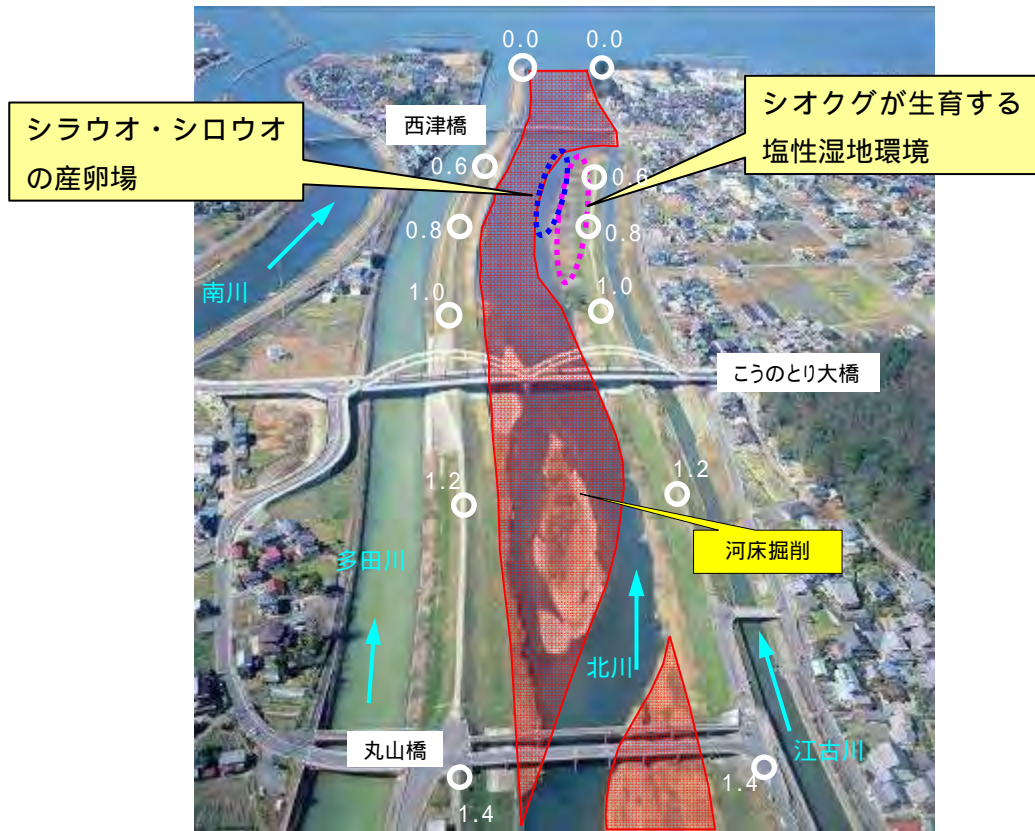 0.0
0.0
シラウオ・シロウオ
の産卵場
西津橋
シオクグが生育する
塩性湿地環境
0.6
0.6
0.8
0.8
南川
1.0
1.0
こうのとり大橋
1.2
1.2
河床掘削
多田川
北川
丸山橋
江古川
1.4
1.4